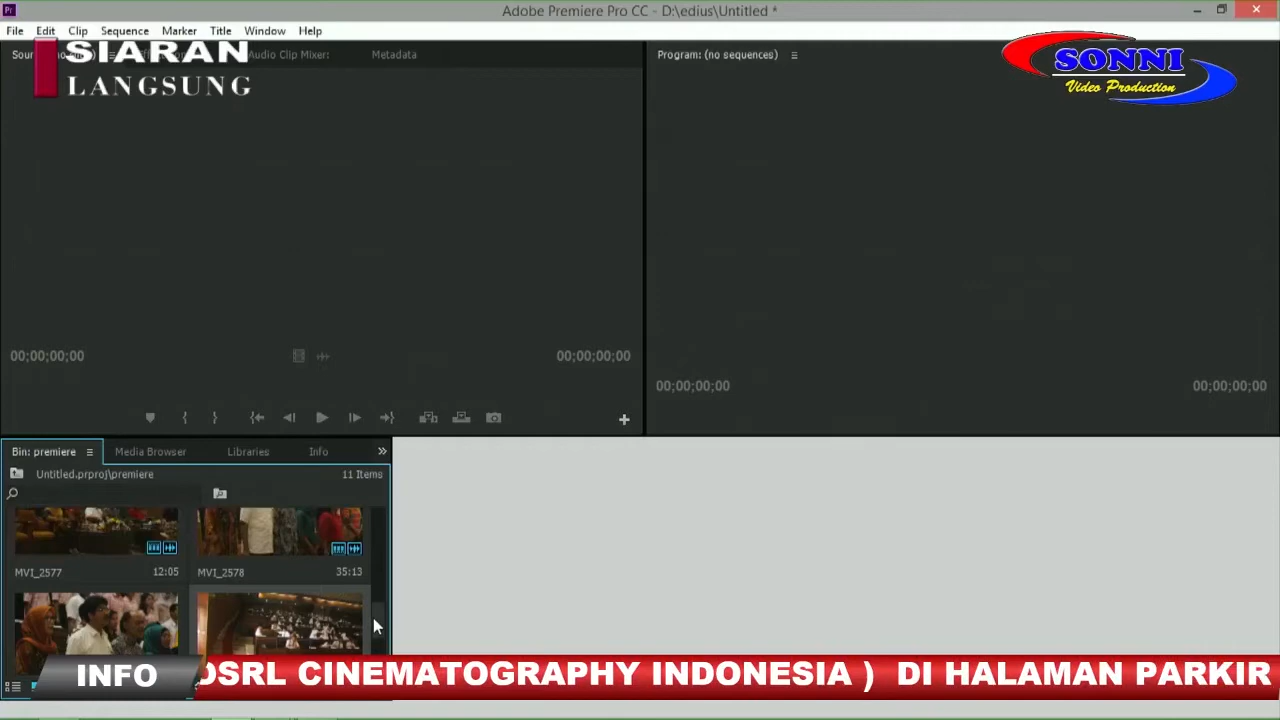 Adobe Premiere Pro CC - D:\edius\Untitled *
File Edit Clip Sequence Marker Title Window Help
Audio Clip Mixer: Metadata
Program: (no sequences)
SIARAN
LANGSUNG
SONNI
Video Production
00;00;00;00 00;00;00;00
00;00;00;00 00;00;00;00
Bin: premiere Media Browser Libraries Info
Untitled.prproj\premiere 11 Items
MVI_2577 12:05 MVI_2578 35:13
INFO DSRL CINEMATOGRAPHY INDONESIA ) DI HALAMAN PARKIR